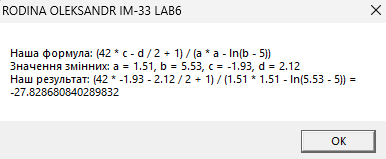 RODINA OLEKSANDR IM-33 LAB6
Наша формула: (42 * c - d / 2 + 1) / (a * a - ln(b - 5))
Значення змінних: a = 1.51, b = 5.53, c = -1.93, d = 2.12
Наш результат: (42 * -1.93 - 2.12 / 2 + 1) / (1.51 * 1.51 - ln(5.53 - 5)) =
-27.828680840289832
OK